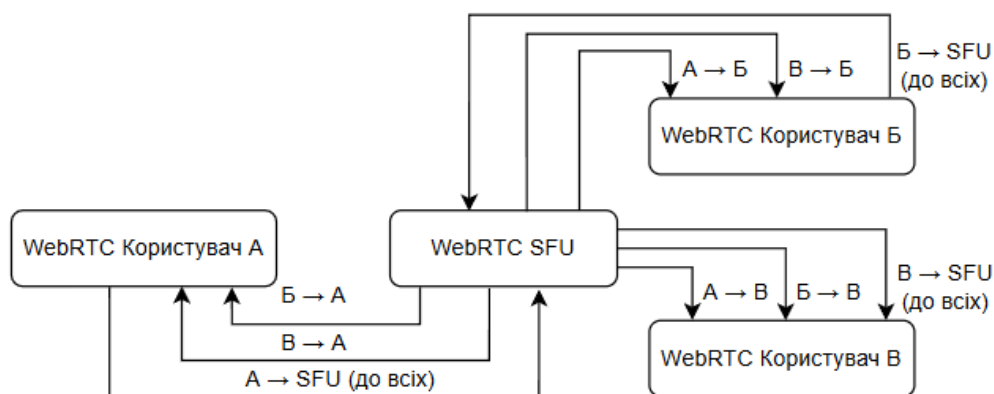 Б → SFU
(до всіх)
А → Б
В → Б
WebRTC Користувач Б
WebRTC Користувач А
WebRTC SFU
Б → А
В → А
А → SFU (до всіх)
А → В
Б → В
В → SFU
(до всіх)
WebRTC Користувач В